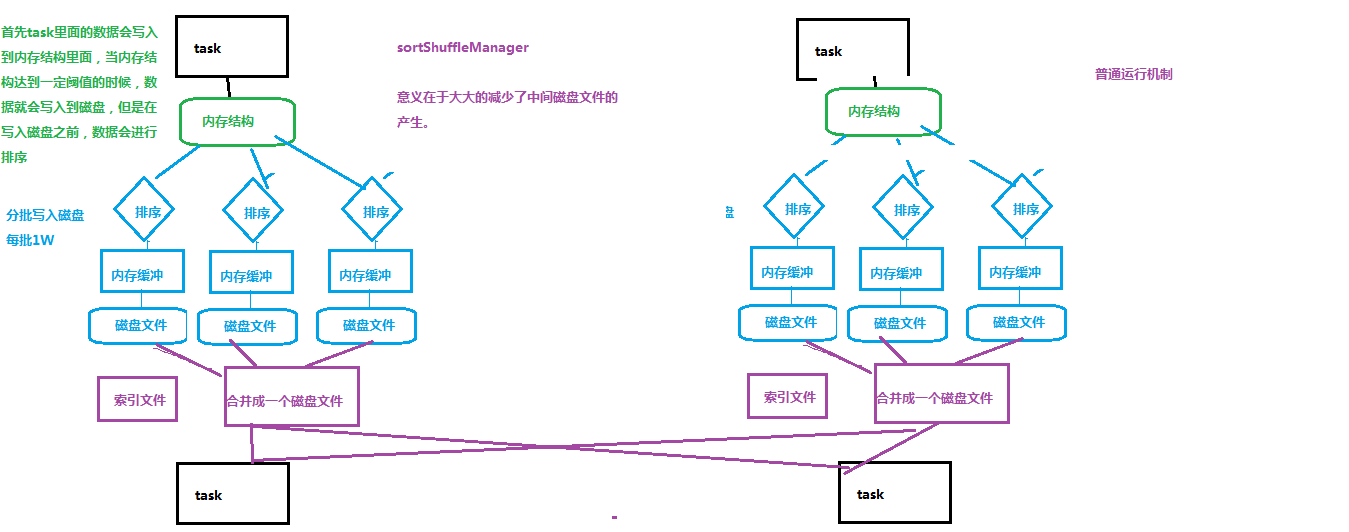 首先task里面的数据会写入
到内存结构里面，当内存结
构达到一定阈值的时候，数
据就会写入到磁盘，但是在
写入磁盘之前，数据会进行
排序
task
sortShuffleManager
意义在于大大的减少了中间磁盘文件的
产生。
task
普通运行机制
内存结构
内存结构
分批写入磁盘
每批1W
排序
排序
排序
盘
排序
排序
排序
内存缓冲
内存缓冲
内存缓冲
内存缓冲
内存缓冲
内存缓冲
磁盘文件
磁盘文件
磁盘文件
磁盘文件
磁盘文件
磁盘文件
索引文件
合并成一个磁盘文件
索引文件
合并成一个磁盘文件
task
task